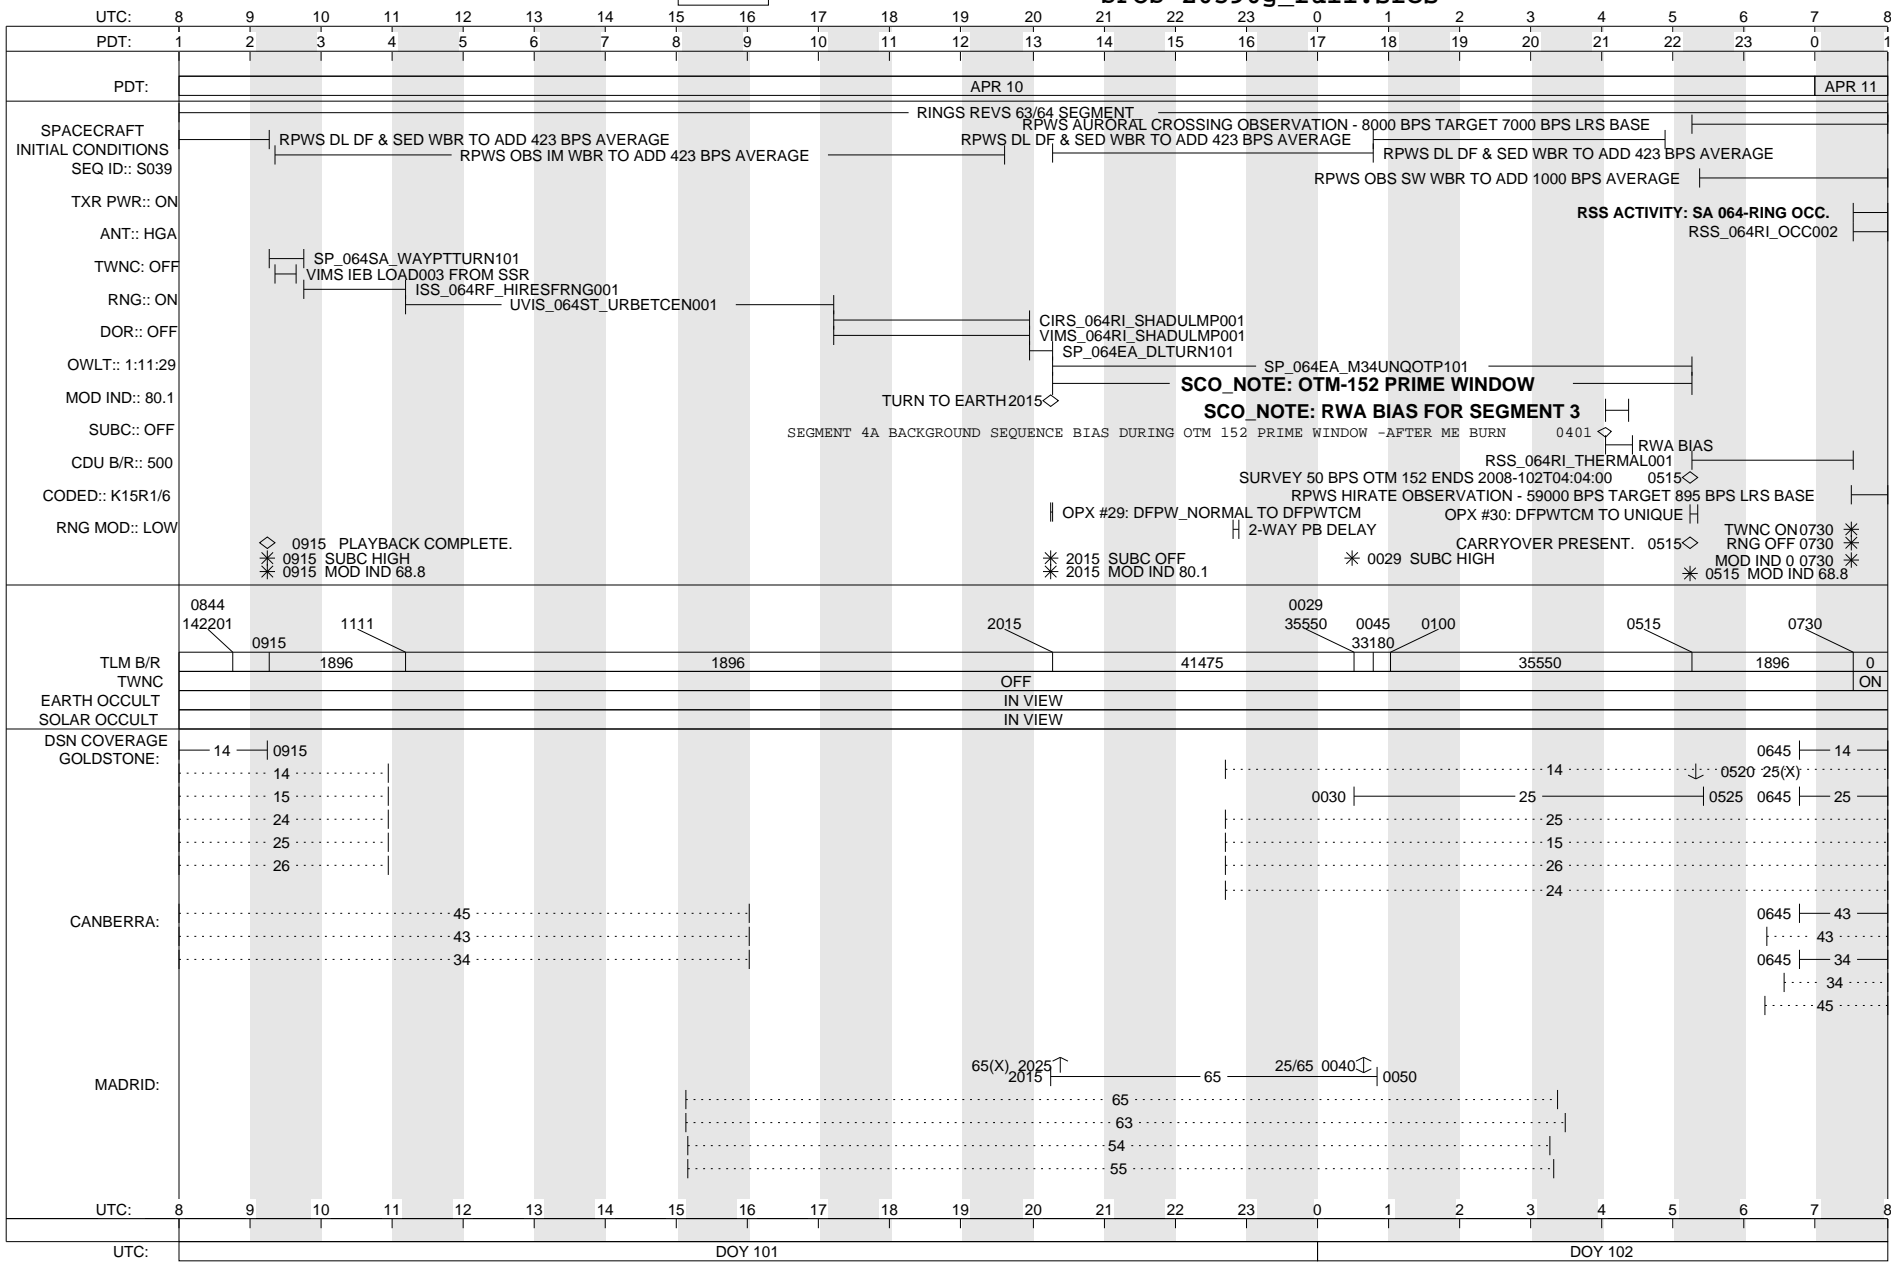 UTC: 8 9 10 11 12 13 14 15 16 17 18 19 20 21 22 23 0 1 2 3 4 5 6 7 8
PDT: 1 2 3 4 5 6 7 8 9 10 11 12 13 14 15 16 17 18 19 20 21 22 23 0 1
PDT: APR 10 APR 11
RINGS REVS 63/64 SEGMENT
RPWS AURORAL CROSSING OBSERVATION - 8000 BPS TARGET 7000 BPS LRS BASE
SPACECRAFT
INITIAL CONDITIONS
RPWS DL DF & SED WBR TO ADD 423 BPS AVERAGE
RPWS DL DF & SED WBR TO ADD 423 BPS AVERAGE
RPWS OBS IM WBR TO ADD 423 BPS AVERAGE
RPWS DL DF & SED WBR TO ADD 423 BPS AVERAGE
SEQ ID:: S039
RPWS OBS SW WBR TO ADD 1000 BPS AVERAGE
TXR PWR:: ON
RSS ACTIVITY: SA 064-RING OCC.
ANT:: HGA
RSS_064RI_OCC002
SP_064SA_WAYPTTURN101
TWNC: OFF
VIMS IEB LOAD003 FROM SSR
ISS_064RF_HIRESFRNG001
RNG:: ON
UVIS_064ST_URBETCEN001
CIRS_064RI_SHADULMP001
DOR:: OFF
VIMS_064RI_SHADULMP001
SP_064EA_DLTURN101
OWLT:: 1:11:29
SP_064EA_M34UNQOTP101
SCO_NOTE: OTM-152 PRIME WINDOW
MOD IND:: 80.1
TURN TO EARTH 2015
SCO_NOTE: RWA BIAS FOR SEGMENT 3
SUBC:: OFF
SEGMENT 4A BACKGROUND SEQUENCE BIAS DURING OTM 152 PRIME WINDOW -AFTER ME BURN 0401
RWA BIAS
CDU B/R:: 500
RSS_064RI_THERMAL001
SURVEY 50 BPS OTM 152 ENDS 2008-102T04:04:00 0515
CODED:: K15R1/6
RPWS HIRATE OBSERVATION - 59000 BPS TARGET 895 BPS LRS BASE
OPX #29: DFPW_NORMAL TO DFPWTCM
OPX #30: DFPWTCM TO UNIQUE
RNG MOD:: LOW
2-WAY PB DELAY
TWNC ON 0730
0915 PLAYBACK COMPLETE.
CARRYOVER PRESENT. 0515
RNG OFF 0730
0915 SUBC HIGH
2015 SUBC OFF
0029 SUBC HIGH
MOD IND 0 0730
0915 MOD IND 68.8
2015 MOD IND 80.1
0515 MOD IND 68.8
0844 0029
142201 1111 2015 35550 0045 0100 0515 0730
0915 33180
TLM B/R 1896 1896 41475 35550 1896 0
TWNC OFF ON
EARTH OCCULT IN VIEW
SOLAR OCCULT IN VIEW
DSN COVERAGE
GOLDSTONE:
14 0915 0645 14
14 14 0520 25(X)
15 0030 25 0525 0645 25
24 25
25 15
26 26
24
CANBERRA:
45 0645 43
43 43
34 0645 34
34
45
MADRID:
65(X) 2025 25/65 0040
2015 65 0050
65
63
54
55
UTC: 8 9 10 11 12 13 14 15 16 17 18 19 20 21 22 23 0 1 2 3 4 5 6 7 8
UTC: DOY 101 DOY 102